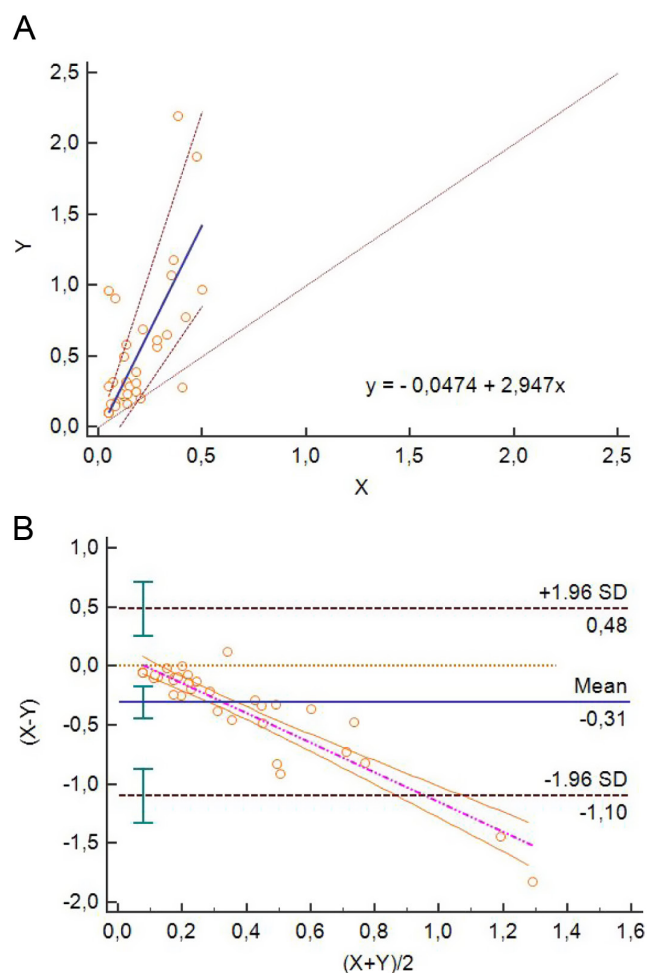 A
2,5
2,0
1,5
Y
1,0
0,5
0,0
y = - 0,0474 + 2,947x
0,0 0,5 1,0 1,5 2,0 2,5
X
B
1,0
+1.96 SD
0,5
0,48
0,0
Mean
(X-Y)
-0,31
-0,5
-1.96 SD
-1,0
-1,10
-1,5
-2,0
0,0 0,2 0,4 0,6 0,8 1,0 1,2 1,4 1,6
(X+Y)/2